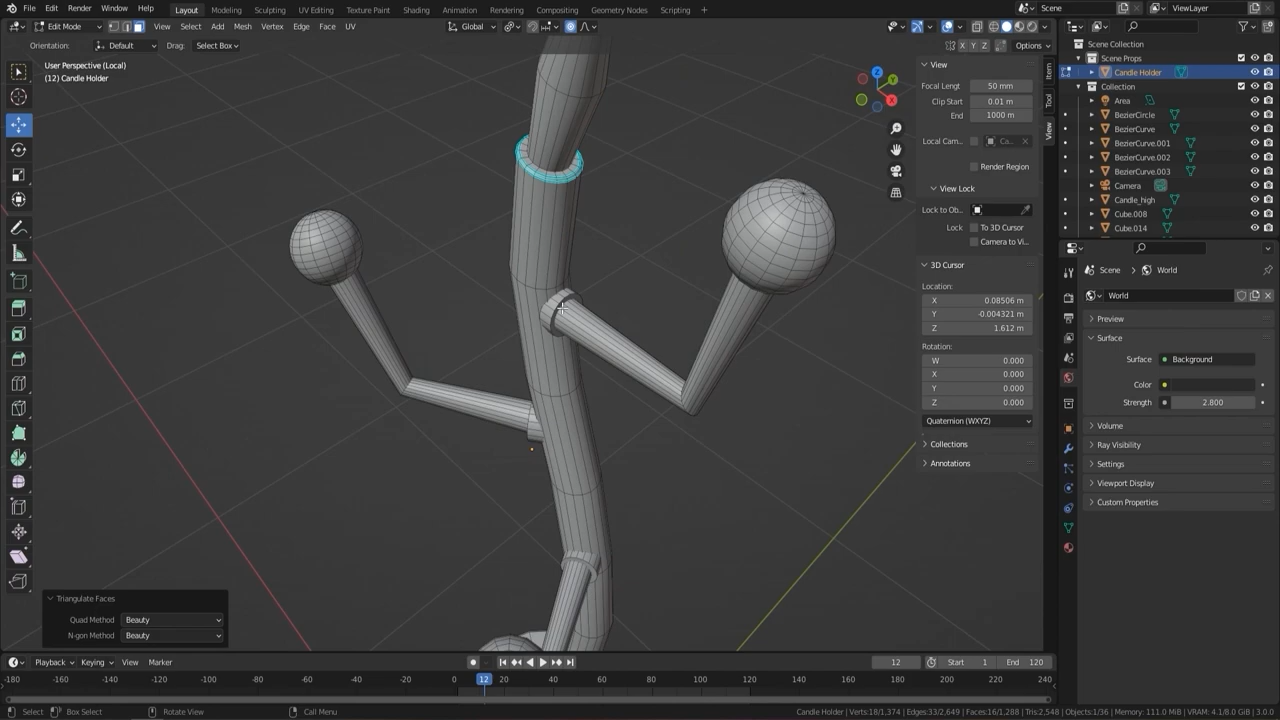 File Edit Render Window Help Layout Modeling Sculpting UV Editing Texture Paint Shading Animation Rendering Compositing Geometry Nodes Scripting + Scene ViewLayer
Edit Mode View Select Add Mesh Vertex Edge Face UV Global
Orientation: Default Drag: Select Box X Y Z Options
User Perspective (Local)
(12) Candle Holder
Z
Y
X
View
Focal Lengt 50 mm
Clip Start 0.01 m
End 1000 m
Local Cam... Ca...
Render Region
View Lock
Lock to Ob...
Lock To 3D Cursor
Camera to Vi...
3D Cursor
Location:
X 0.08506 m
Y -0.004321 m
Z 1.612 m
Rotation:
W 0.000
X 0.000
Y 0.000
Z 0.000
Quaternion (WXYZ)
Collections
Annotations
Item
Tool
View
Scene Collection
Scene Props
Candle Holder
Collection
Area
BezierCircle
BezierCurve
BezierCurve.001
BezierCurve.002
BezierCurve.003
Camera
Candle_high
Cube.008
Cube.014
Scene World
World
Preview
Surface
Surface Background
Color
Strength 2.800
Volume
Ray Visibility
Settings
Viewport Display
Custom Properties
Triangulate Faces
Quad Method Beauty
N-gon Method Beauty
Playback Keying View Marker 12 Start 1 End 120
-180 -160 -140 -120 -100 -80 -60 -40 -20 0 12 20 40 60 80 100 120 140 160 180 200 220 240
Select Box Select Rotate View Call Menu Candle Holder | Verts:18/1,374 | Edges:33/2,649 | Faces:16/1,288 | Tris:2,548 | Objects:1/36 | Memory: 111.0 MiB | VRAM: 4.1/8.0 GiB | 3.0.0